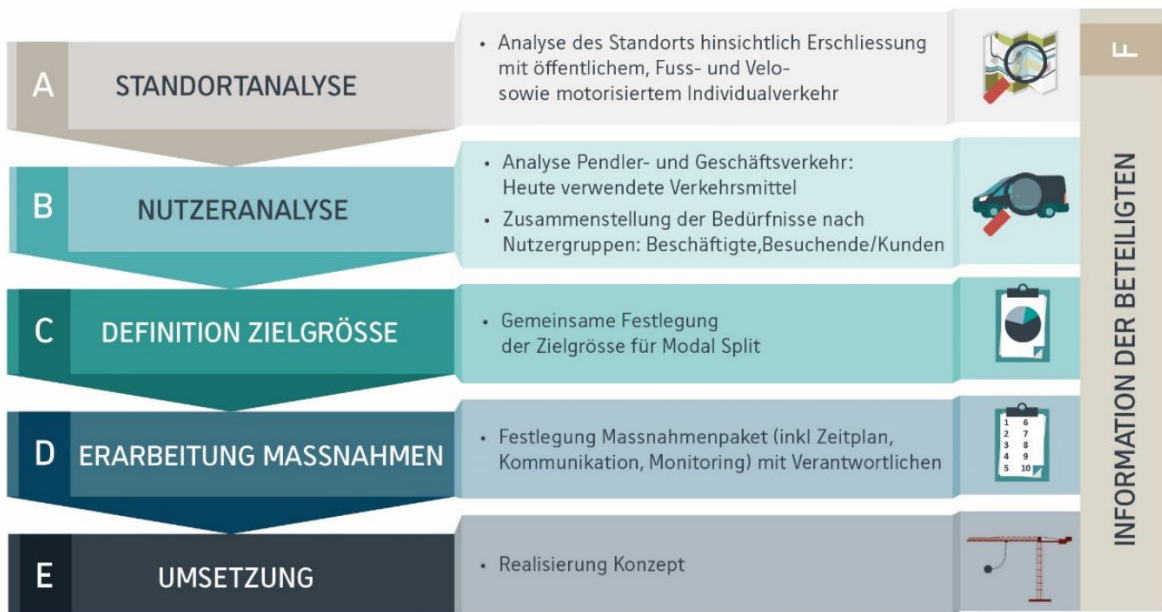 A
STANDORTANALYSE
• Analyse des Standorts hinsichtlich Erschliessung
mit öffentlichem, Fuss- und Velo-
sowie motorisiertem Individualverkehr
B
NUTZERANALYSE
• Analyse Pendler- und Geschäftsverkehr:
Heute verwendete Verkehrsmittel
• Zusammenstellung der Bedürfnisse nach
Nutzergruppen: Beschäftigte,Besuchende/Kunden
C
DEFINITION ZIELGRÖSSE
• Gemeinsame Festlegung
der Zielgrösse für Modal Split
D
ERARBEITUNG MASSNAHMEN
• Festlegung Massnahmenpaket (inkl Zeitplan,
Kommunikation, Monitoring) mit Verantwortlichen
1 6
2 7
3 8
4 9
5 10
E
UMSETZUNG
• Realisierung Konzept
F
INFORMATION DER BETEILIGTEN